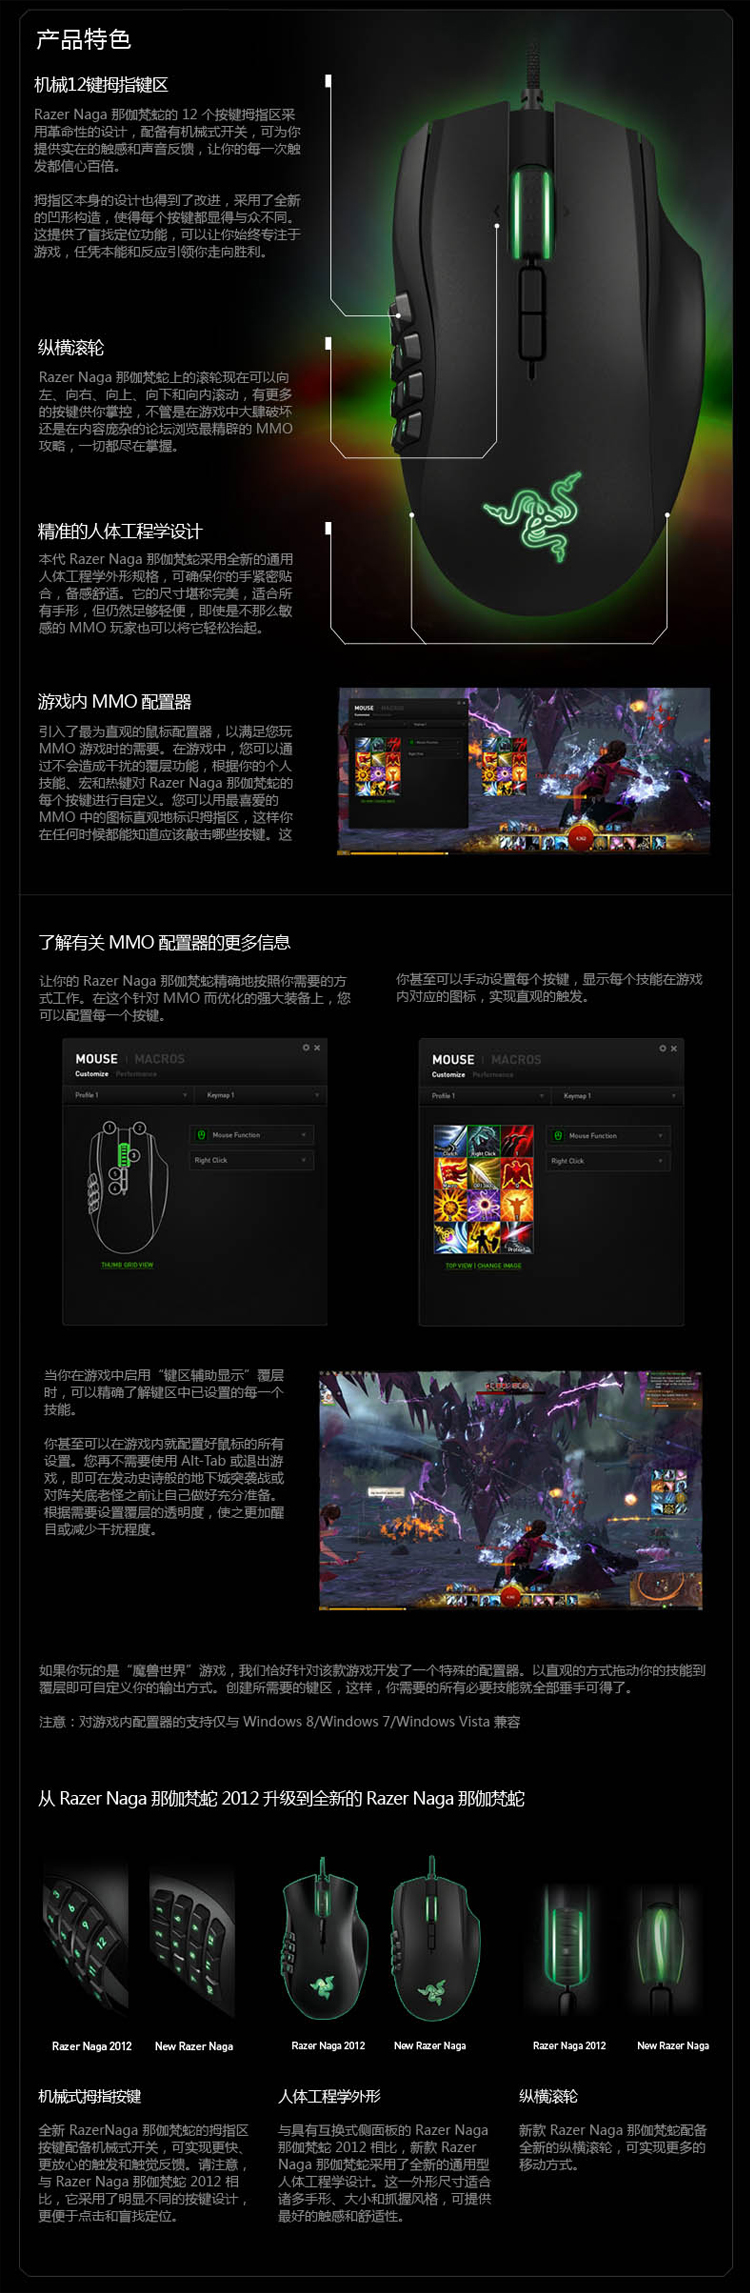 产品特色
机械12键拇指键区
Razer Naga 那伽梵蛇的 12 个按键拇指区采
用革命性的设计，配备有机械式开关，可为你
提供实在的触感和声音反馈，让你的每一次触
发都信心百倍。
拇指区本身的设计也得到了改进，采用了全新
的凹形构造，使得每个按键都显得与众不同。
这提供了盲找定位功能，可以让你始终专注于
游戏，任凭本能和反应引领你走向胜利。
纵横滚轮
Razer Naga 那伽梵蛇上的滚轮现在可以向
左、向右、向上、向下和向内滚动，有更多
的按键供你掌控，不管是在游戏中大肆破坏
还是在内容庞杂的论坛浏览最精辟的 MMO
攻略，一切都尽在掌握。
精准的人体工程学设计
本代 Razer Naga 那伽梵蛇采用全新的通用
人体工程学外形规格，可确保你的手紧密贴
合，备感舒适。它的尺寸堪称完美，适合所
有手形，但仍然足够轻便，即使是不那么敏
感的 MMO 玩家也可以将它轻松抬起。
游戏内 MMO 配置器
引入了最为直观的鼠标配置器，以满足您玩
MMO 游戏时的需要。在游戏中，您可以通
过不会造成干扰的覆层功能，根据你的个人
技能、宏和热键对 Razer Naga 那伽梵蛇的
每个按键进行自定义。您可以用最喜爱的
MMO 中的图标直观地标识拇指区，这样你
在任何时候都能知道应该敲击哪些按键。这
MOUSE MACROS
了解有关 MMO 配置器的更多信息
让你的 Razer Naga 那伽梵蛇精确地按照你需要的方
式工作。在这个针对 MMO 而优化的强大装备上，您
可以配置每一个按键。
你甚至可以手动设置每个按键，显示每个技能在游戏
内对应的图标，实现直观的触发。
MOUSE | MACROS
Customize Performance
Profile 1 Keymap 1
1 2 3
Mouse Function
Right Click
THUMB GRID VIEW
MOUSE | MACROS
Customize Performance
Profile 1 Keymap 1
Right Click
Mouse Function
Right Click
TOP VIEW | CHANGE IMAGE
当你在游戏中启用“键区辅助显示”覆层
时，可以精确了解键区中已设置的每一个
技能。
你甚至可以在游戏内就配置好鼠标的所有
设置。您再不需要使用 Alt-Tab 或退出游
戏，即可在发动史诗般的地下城突袭战或
对阵关底老怪之前让自己做好充分准备。
根据需要设置覆层的透明度，使之更加醒
目或减少干扰程度。
如果你玩的是“魔兽世界”游戏，我们恰好针对该款游戏开发了一个特殊的配置器。以直观的方式拖动你的技能到
覆层即可自定义你的输出方式。创建所需要的键区，这样，你需要的所有必要技能就全部垂手可得了。
注意：对游戏内配置器的支持仅与 Windows 8/Windows 7/Windows Vista 兼容
从 Razer Naga 那伽梵蛇 2012 升级到全新的 Razer Naga 那伽梵蛇
Razer Naga 2012 New Razer Naga
Razer Naga 2012 New Razer Naga
Razer Naga 2012 New Razer Naga
机械式拇指按键
全新 RazerNaga 那伽梵蛇的拇指区
按键配备机械式开关，可实现更快、
更放心的触发和触觉反馈。请注意，
与 Razer Naga 那伽梵蛇 2012 相
比，它采用了明显不同的按键设计，
更便于点击和盲找定位。
人体工程学外形
与具有互换式侧面板的 Razer Naga
那伽梵蛇 2012 相比，新款 Razer
Naga 那伽梵蛇采用了全新的通用型
人体工程学设计。这一外形尺寸适合
诸多手形、大小和抓握风格，可提供
最好的触感和舒适性。
纵横滚轮
新款 Razer Naga 那伽梵蛇配备
全新的纵横滚轮，可实现更多的
移动方式。